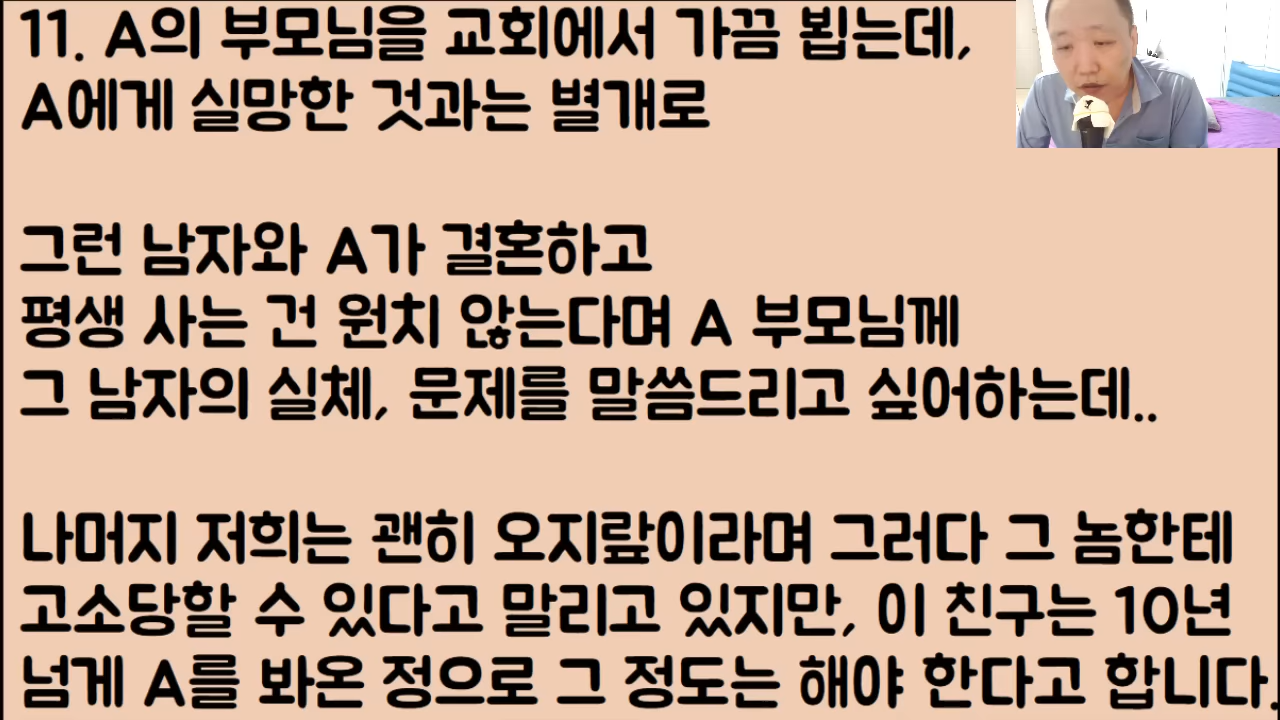 11. A의 부모님을 교회에서 가끔 뵙는데,
A에게 실망한 것과는 별개로
그런 남자와 A가 결혼하고
평생 사는 건 원치 않는다며 A 부모님께
그 남자의 실체, 문제를 말씀드리고 싶어하는데..
나머지 저희는 괜히 오지랖이라며 그러다 그 놈한테
고소당할 수 있다고 말리고 있지만, 이 친구는 10년
넘게 A를 봐온 정으로 그 정도는 해야 한다고 합니다.